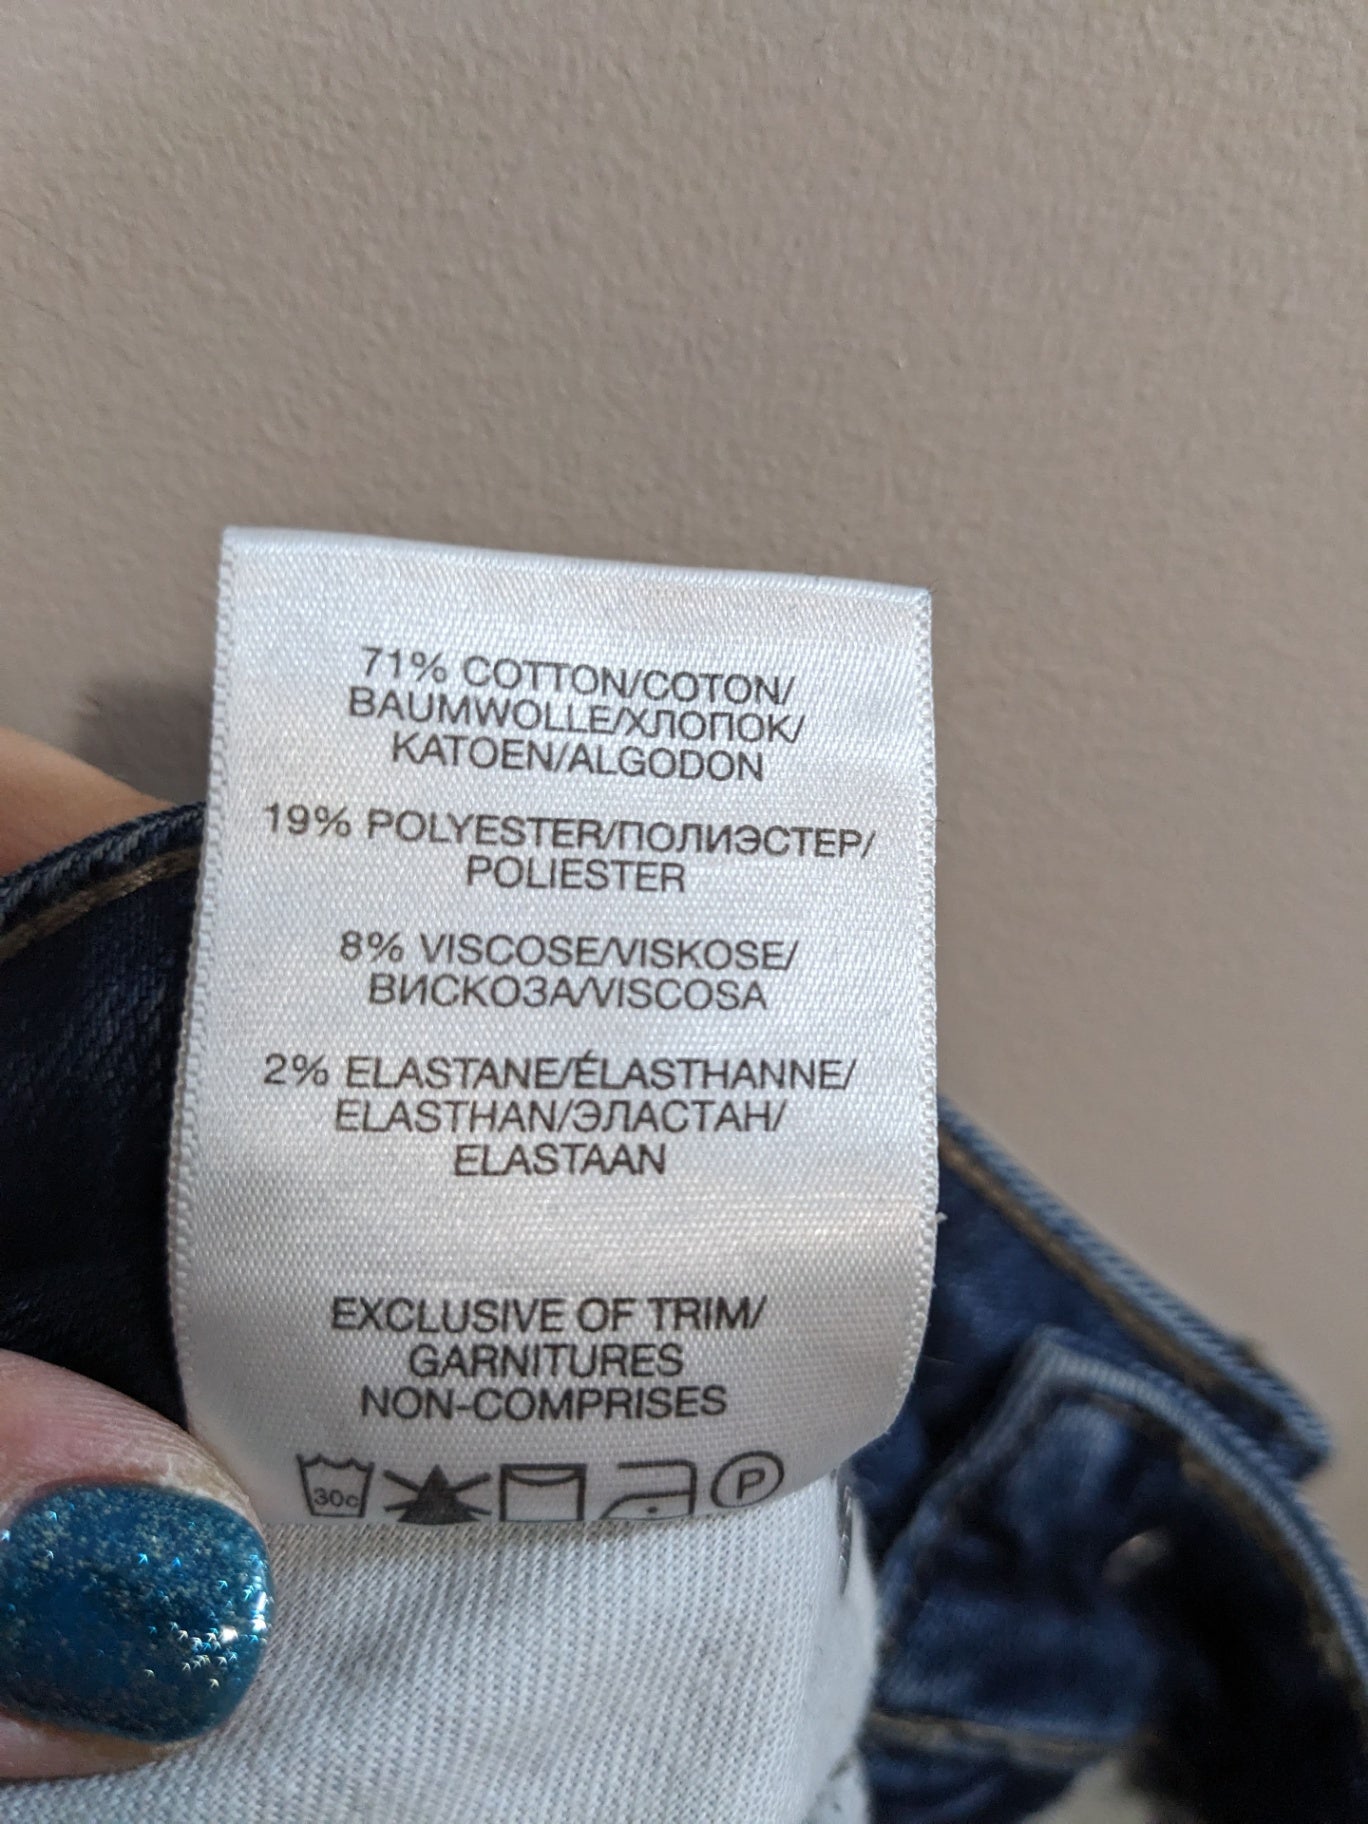 71% COTTON/COTON/
BAUMWOLLE/ХЛОПОК/
KATOEN/ALGODON
19% POLYESTER/ПОЛИЭСТЕР/
POLIESTER
8% VISCOSE/VISKOSE/
ВИСКОЗА/VISCOSA
2% ELASTANE/ÉLASTHANNE/
ELASTHAN/ЭЛАСТАН/
ELASTAAN
EXCLUSIVE OF TRIM/
GARNITURES
NON-COMPRISES
30c P